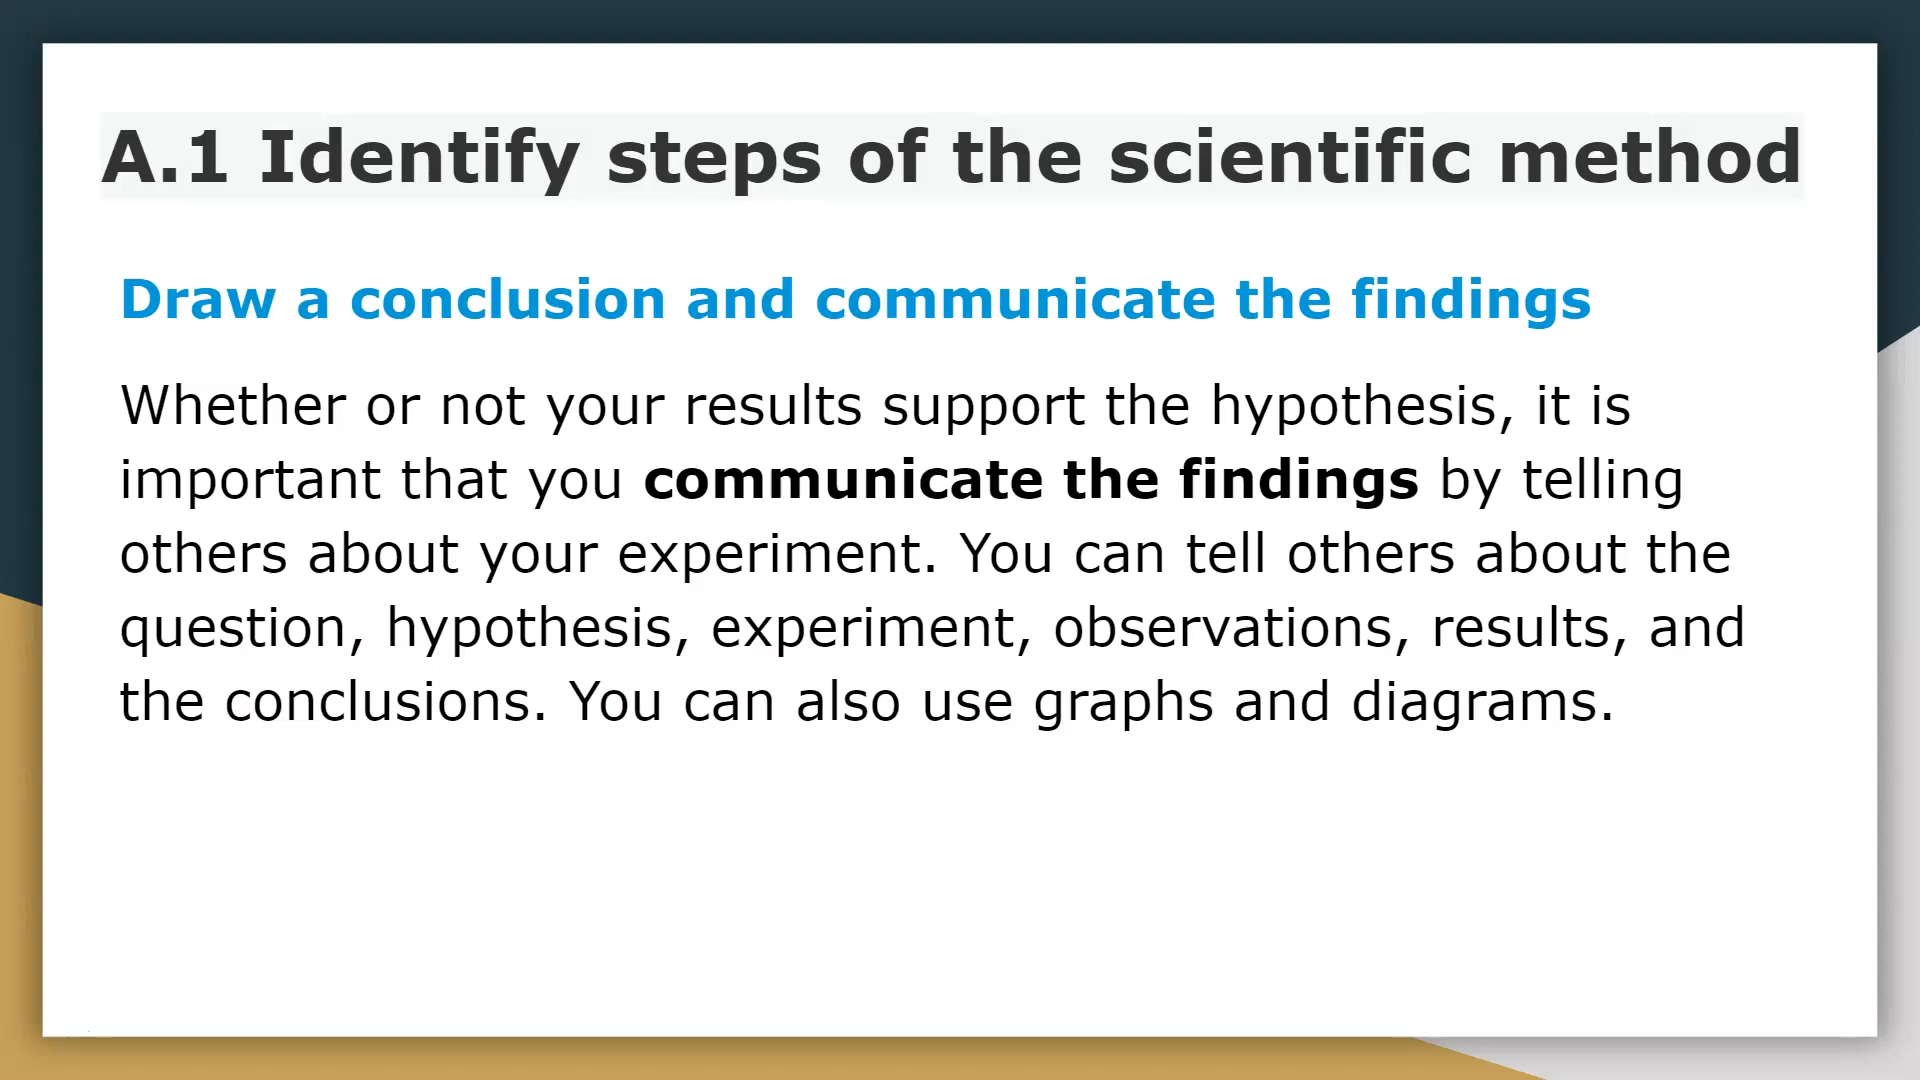 A.1 Identify steps of the scientific method
Draw a conclusion and communicate the findings
Whether or not your results support the hypothesis, it is
important that you communicate the findings by telling
others about your experiment. You can tell others about the
question, hypothesis, experiment, observations, results, and
the conclusions. You can also use graphs and diagrams.